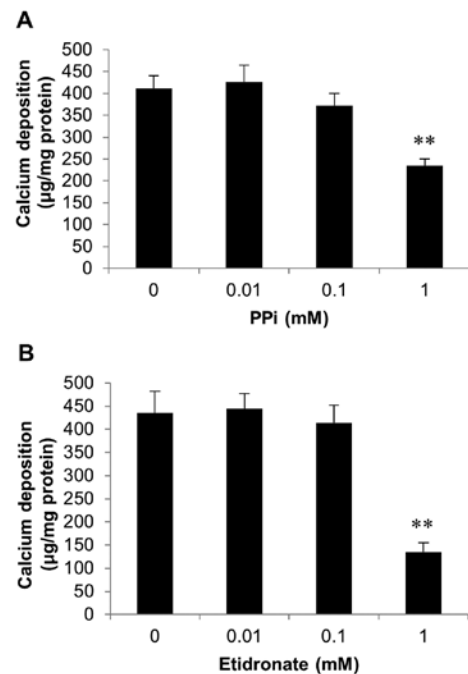 A
Calcium deposition
(µg/mg protein)
500
450
400
350
300
250
200
150
100
50
0
**
0 0.01 0.1 1
PPi (mM)
B
Calcium deposition
(µg/mg protein)
500
450
400
350
300
250
200
150
100
50
0
**
0 0.01 0.1 1
Etidronate (mM)